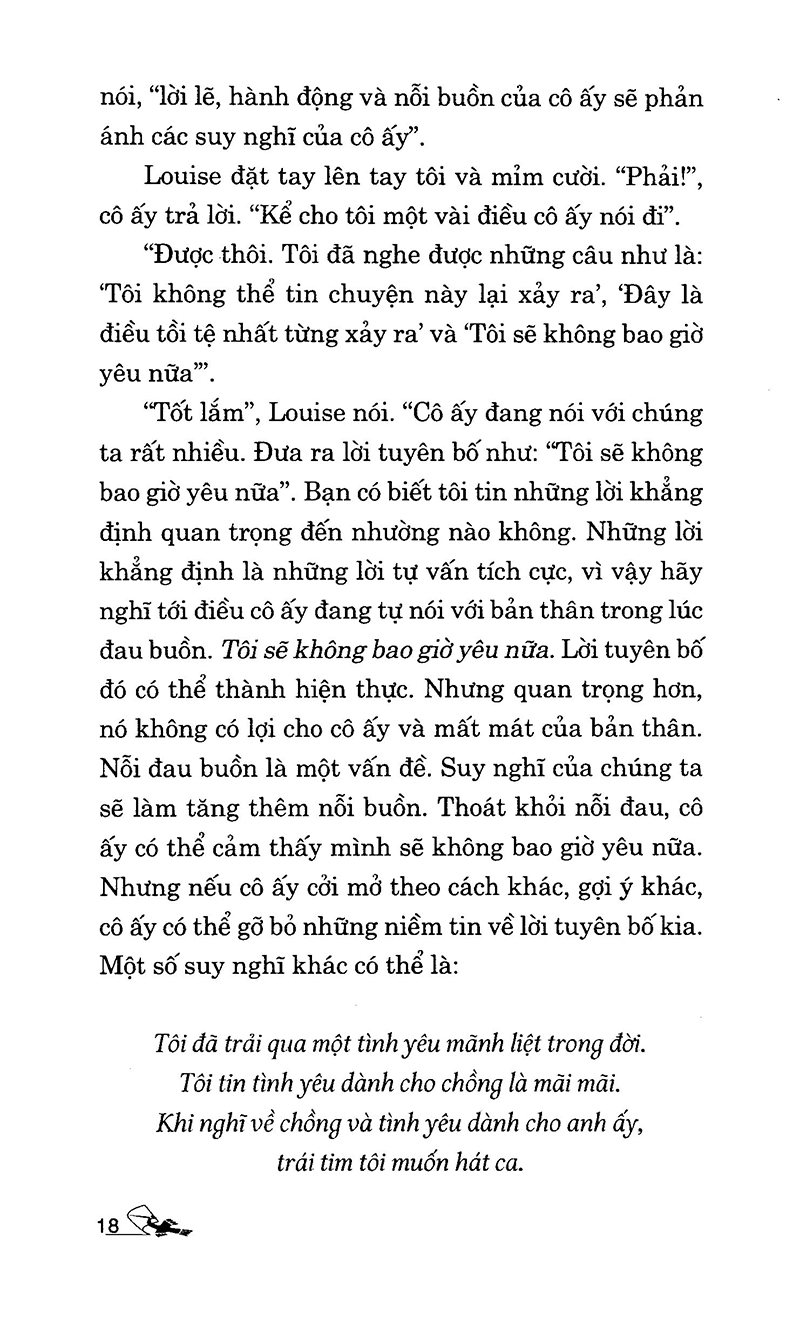 nói, “lời lẽ, hành động và nỗi buồn của cô ấy sẽ phản
ánh các suy nghĩ của cô ấy”.
Louise đặt tay lên tay tôi và mỉm cười. “Phải!”,
cô ấy trả lời. “Kể cho tôi một vài điều cô ấy nói đi”.
“Được thôi. Tôi đã nghe được những câu như là:
‘Tôi không thể tin chuyện này lại xảy ra’, ‘Đây là
điều tồi tệ nhất từng xảy ra’ và ‘Tôi sẽ không bao giờ
yêu nữa’”.
“Tốt lắm”, Louise nói. “Cô ấy đang nói với chúng
ta rất nhiều. Đưa ra lời tuyên bố như: “Tôi sẽ không
bao giờ yêu nữa”. Bạn có biết tôi tin những lời khẳng
định quan trọng đến nhường nào không. Những lời
khẳng định là những lời tự vấn tích cực, vì vậy hãy
nghĩ tới điều cô ấy đang tự nói với bản thân trong lúc
đau buồn. Tôi sẽ không bao giờ yêu nữa. Lời tuyên bố
đó có thể thành hiện thực. Nhưng quan trọng hơn,
nó không có lợi cho cô ấy và mất mát của bản thân.
Nỗi đau buồn là một vấn đề. Suy nghĩ của chúng ta
sẽ làm tăng thêm nỗi buồn. Thoát khỏi nỗi đau, cô
ấy có thể cảm thấy mình sẽ không bao giờ yêu nữa.
Nhưng nếu cô ấy cởi mở theo cách khác, gợi ý khác,
cô ấy có thể gỡ bỏ những niềm tin về lời tuyên bố kia.
Một số suy nghĩ khác có thể là:
Tôi đã trải qua một tình yêu mãnh liệt trong đời.
Tôi tin tình yêu dành cho chồng là mãi mãi.
Khi nghĩ về chồng và tình yêu dành cho anh ấy,
trái tim tôi muốn hát ca.
18